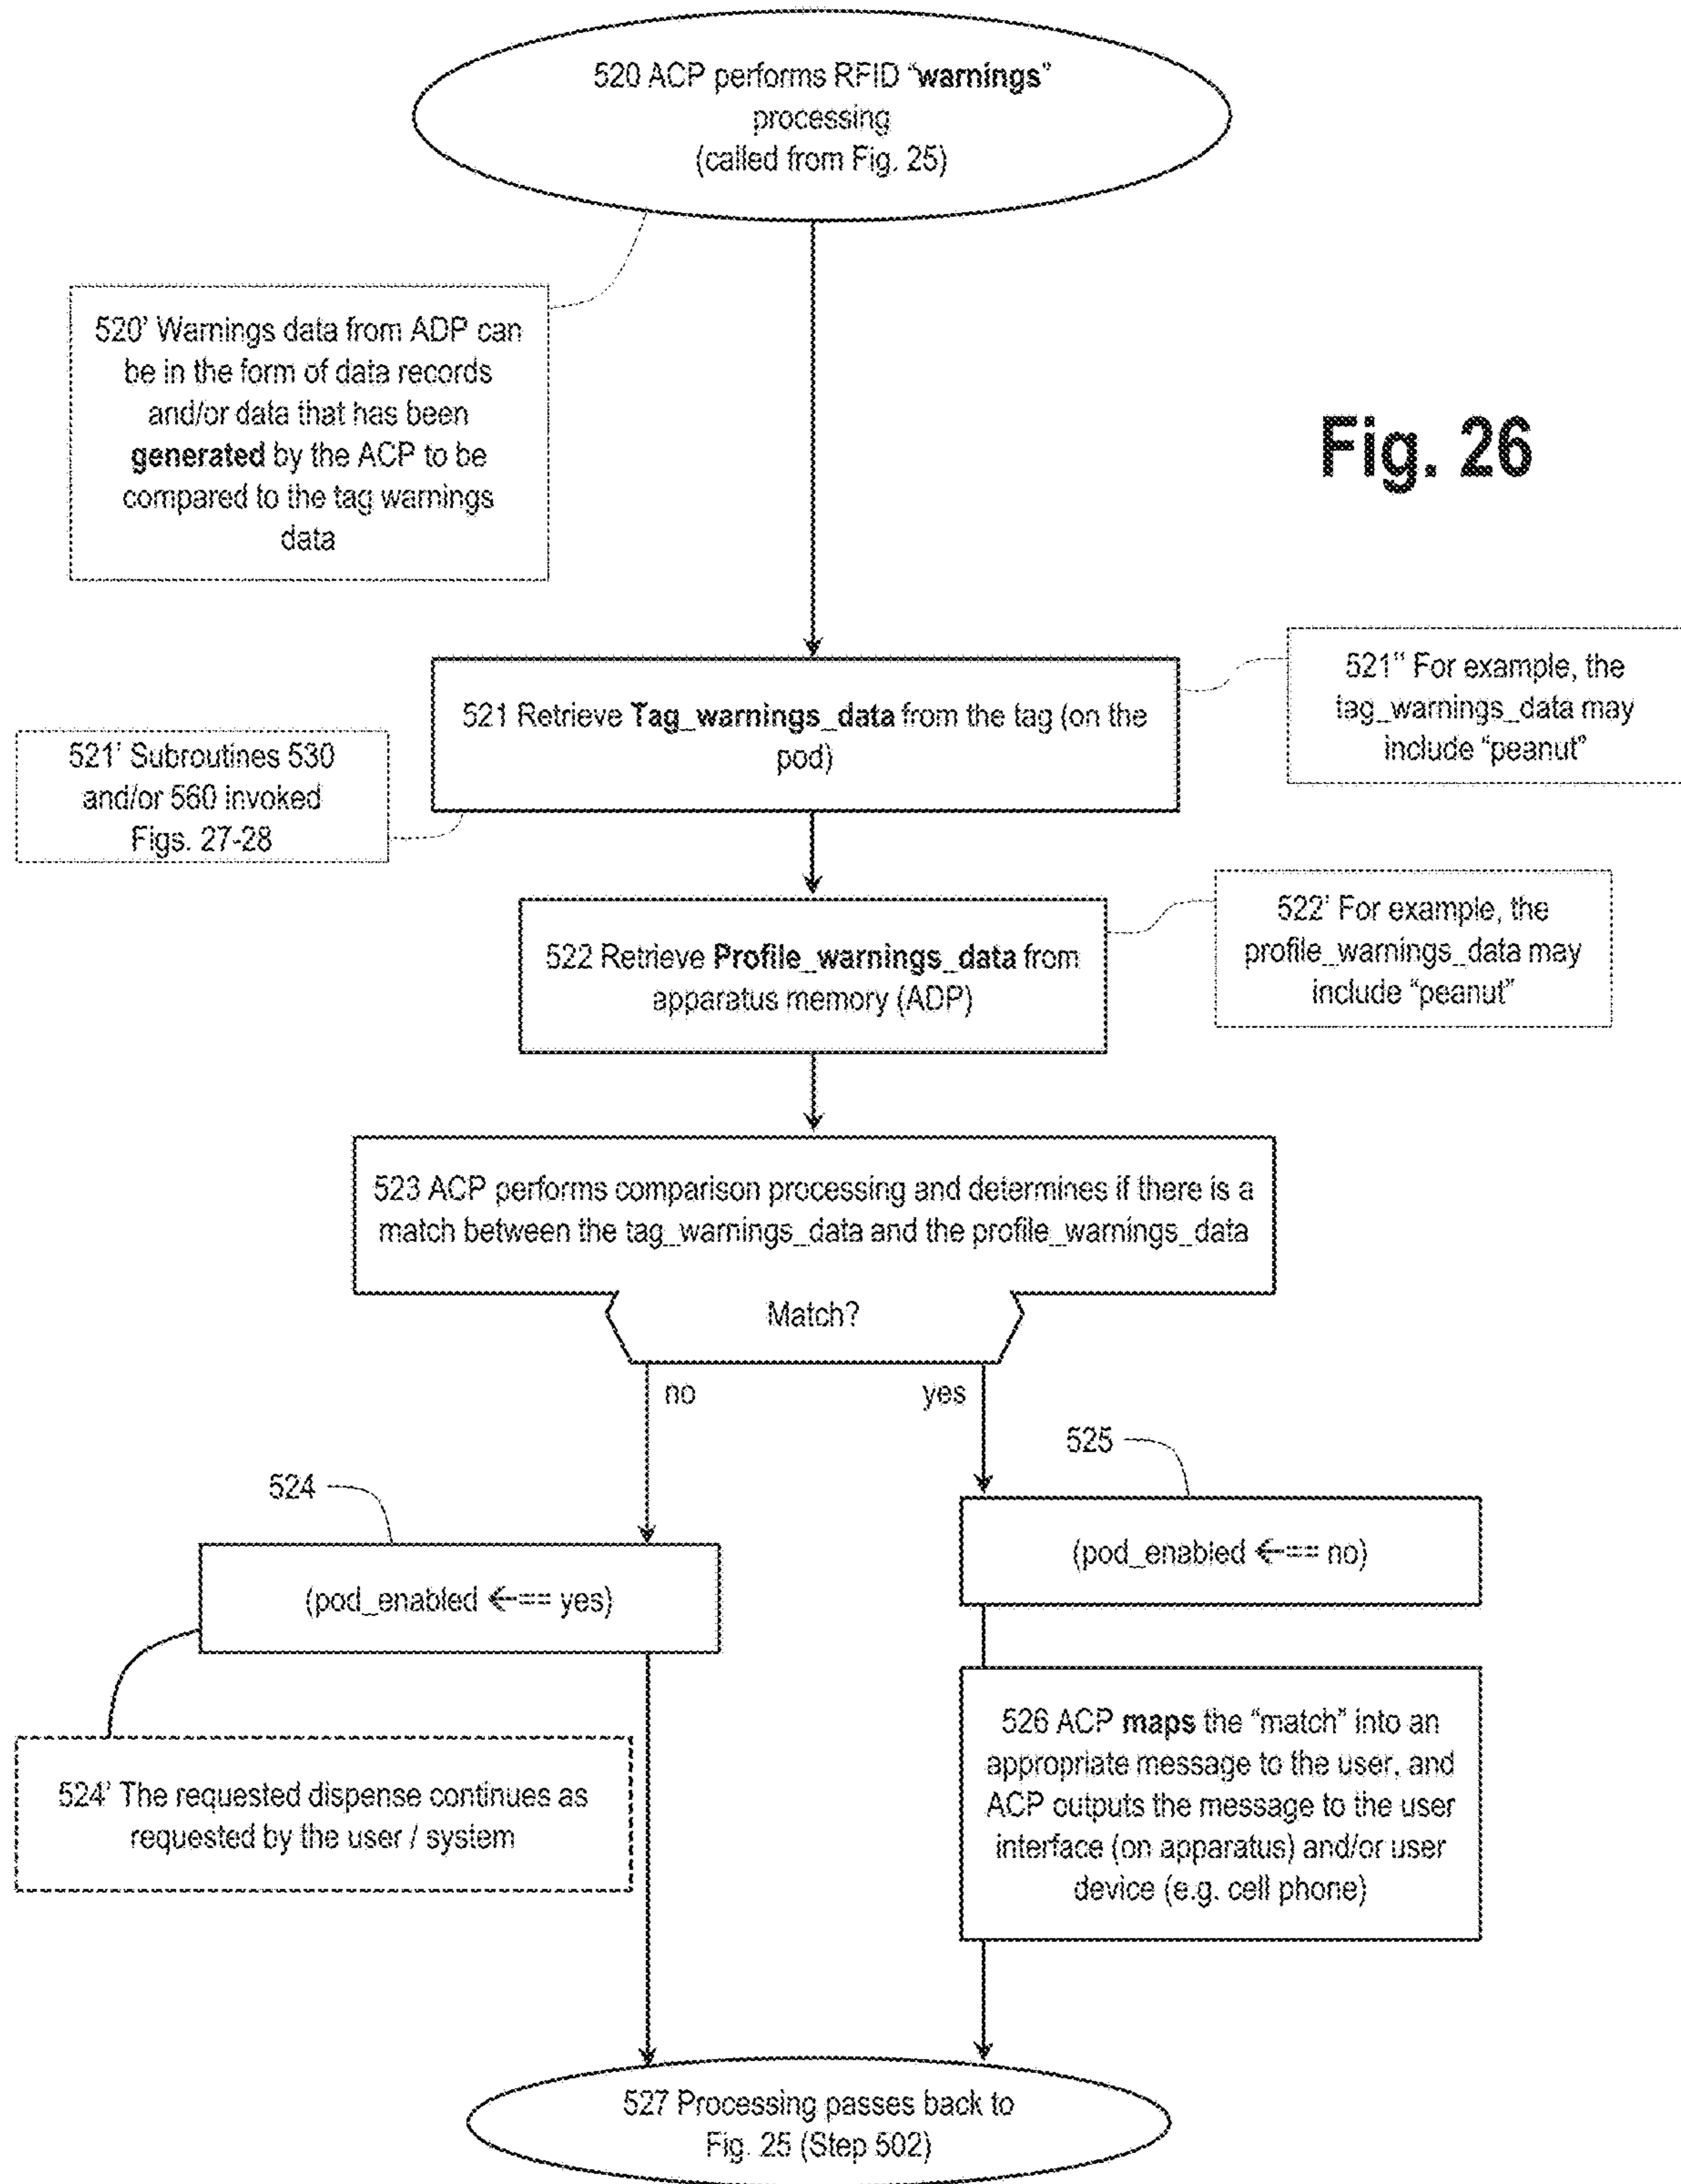 520 ACP performs RFID “warnings”
processing
(called from Fig. 25)
520' Warnings data from ADP can
be in the form of data records
and/or data that has been
generated by the ACP to be
compared to the tag warnings
data
Fig. 26
521 Retrieve Tag_warnings_data from the tag (on the
pod)
521'' For example, the
tag_warnings_data may
include “peanut”
521' Subroutines 530
and/or 560 invoked
Figs. 27-28
522 Retrieve Profile_warnings_data from
apparatus memory (ADP)
522' For example, the
profile_warnings_data may
include “peanut”
523 ACP performs comparison processing and determines if there is a
match between the tag_warnings_data and the profile_warnings_data
Match?
no
yes
524
525
(pod_enabled ←== yes)
(pod_enabled ←== no)
524' The requested dispense continues as
requested by the user / system
526 ACP maps the “match” into an
appropriate message to the user, and
ACP outputs the message to the user
interface (on apparatus) and/or user
device (e.g. cell phone)
527 Processing passes back to
Fig. 25 (Step 502)